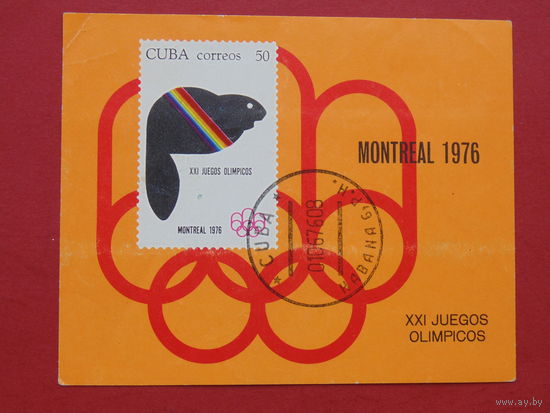 CUBA correos 50
XXI JUEGOS OLIMPICOS
MONTREAL 1976
MONTREAL 1976
* CUBA *
HABANA
XXI JUEGOS
OLIMPICOS
www.ay.by